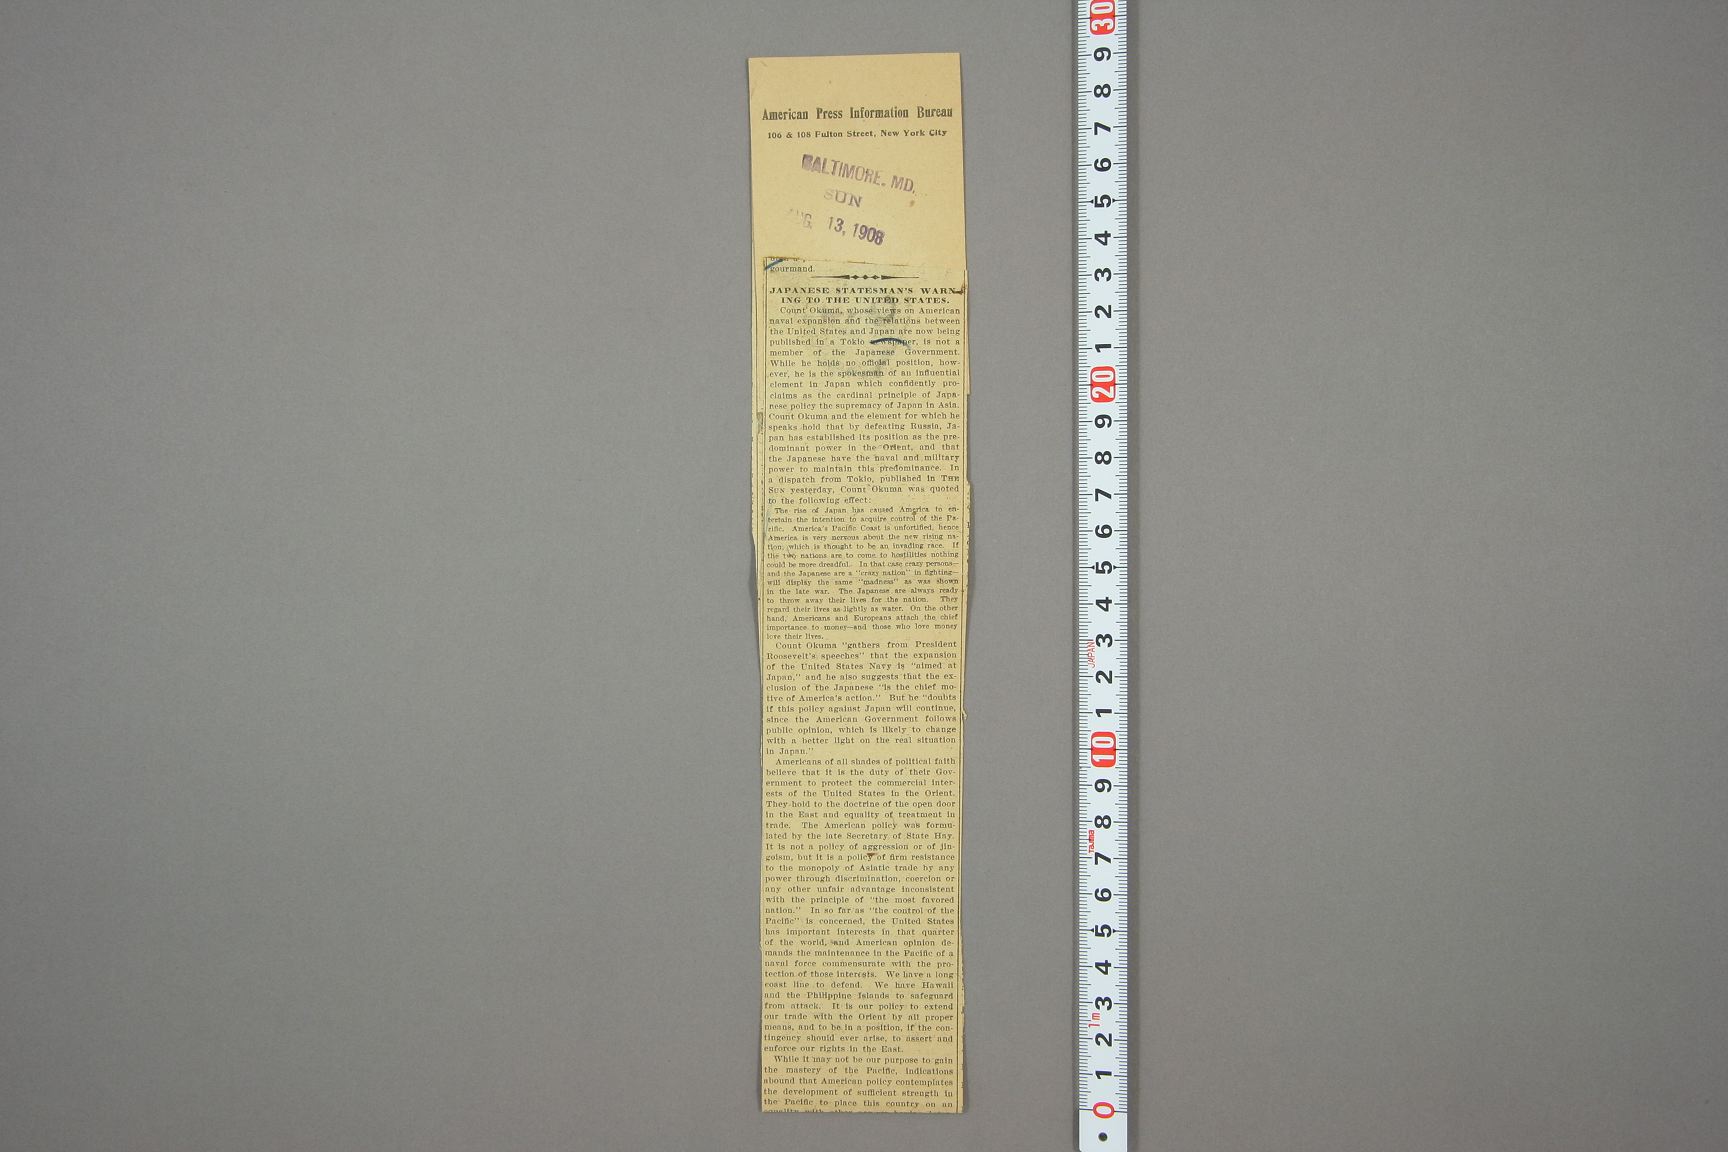 American Press Information Bureau
106 & 108 Fulton Street, New York City
BALTIMORE, MD.
SUN
13, 1908
gourmand.
JAPANESE STATESMAN'S WARN-
ING TO THE UNITED STATES.
Count Okuma, whose views on American
naval expansion and the relations between
the United States and Japan are now being
published in a Tokio newspaper, is not a
member of the Japanese Government.
While he holds no official position, how-
ever, he is the spokesman of an influential
element in Japan which confidently pro-
claims as the cardinal principle of Japa-
nese policy the supremacy of Japan in Asia.
Count Okuma and the element for which he
speaks hold that by defeating Russia, Ja-
pan has established its position as the pre-
dominant power in the Orient, and that
the Japanese have the naval and military
power to maintain this predominance. In
a dispatch from Tokio, published in THE
SUN yesterday, Count Okuma was quoted
to the following effect:
The rise of Japan has caused America to en-
tertain the intention to acquire control of the Pa-
cific. America's Pacific Coast is unfortified, hence
America is very nervous about the new rising na-
tion, which is thought to be an invading race. If
the two nations are to come to hostilities nothing
could be more dreadful. In that case crazy persons—
and the Japanese are a "crazy nation" in fighting—
will display the same "madness" as was shown
in the late war. The Japanese are always ready
to throw away their lives for the nation. They
regard their lives as lightly as water. On the other
hand, Americans and Europeans attach the chief
importance to money—and those who love money
love their lives.
Count Okuma "gathers from President
Roosevelt's speeches" that the expansion
of the United States Navy is "aimed at
Japan," and he also suggests that the ex-
clusion of the Japanese "is the chief mo-
tive of America's action." But he "doubts
if this policy against Japan will continue,
since the American Government follows
public opinion, which is likely to change
with a better light on the real situation
in Japan."
Americans of all shades of political faith
believe that it is the duty of their Gov-
ernment to protect the commercial inter-
ests of the United States in the Orient.
They hold to the doctrine of the open door
in the East and equality of treatment in
trade. The American policy was formu-
lated by the late Secretary of State Hay.
It is not a policy of aggression or of jin-
goism, but it is a policy of firm resistance
to the monopoly of Asiatic trade by any
power through discrimination, coercion or
any other unfair advantage inconsistent
with the principle of "the most favored
nation." In so far as "the control of the
Pacific" is concerned, the United States
has important interests in that quarter
of the world, and American opinion de-
mands the maintenance in the Pacific of a
naval force commensurate with the pro-
tection of those interests. We have a long
coast line to defend. We have Hawaii
and the Philippine Islands to safeguard
from attack. It is our policy to extend
our trade with the Orient by all proper
means, and to be in a position, if the con-
tingency should ever arise, to assert and
enforce our rights in the East.
While it may not be our purpose to gain
the mastery of the Pacific, indications
abound that American policy contemplates
the development of sufficient strength in
the Pacific to place this country on an
30
9
8
7
6
5
4
3
2
1
20
9
8
7
6
5
4
3
JAPAN
2
1
10
9
8
Tajima
7
6
5
4
3
1m
2
1
0